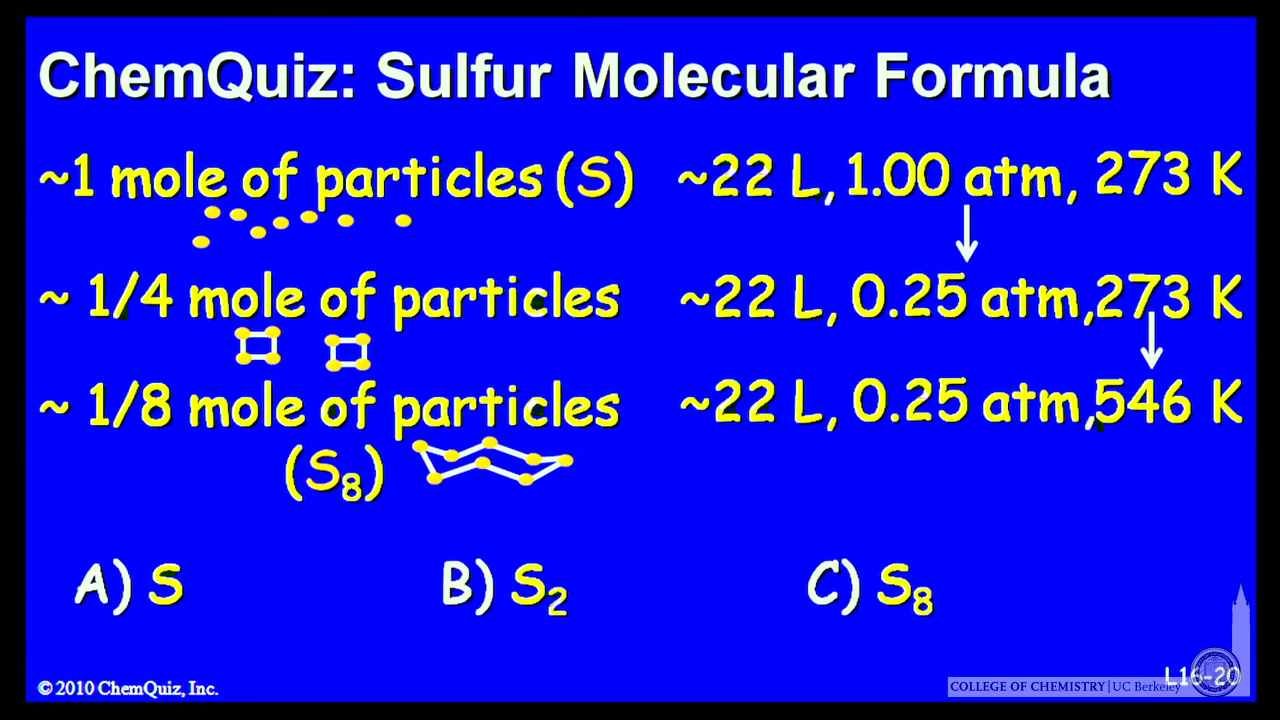 ChemQuiz: Sulfur Molecular Formula
~1 mole of particles (S) ~22 L, 1.00 atm, 273 K
~ 1/4 mole of particles ~22 L, 0.25 atm,273 K
~ 1/8 mole of particles ~22 L, 0.25 atm,546 K
(S₈)
A) S B) S₂ C) S₈
© 2010 ChemQuiz, Inc.
L16-20
COLLEGE OF CHEMISTRY | UC Berkeley